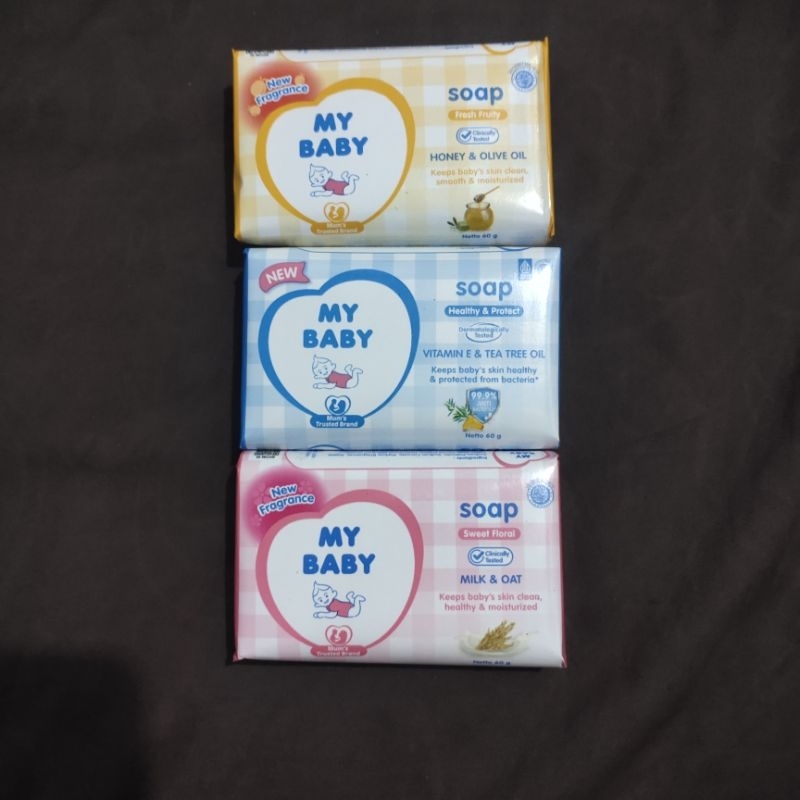 New
Fragrance
MY
BABY
Mum's
Trusted Brand
soap
Fresh Fruity
Clinically
Tested
HONEY & OLIVE OIL
Keeps baby's skin clean,
smooth & moisturized
Netto 60 g
NEW
MY
BABY
Mum's
Trusted Brand
soap
Healthy & Protect
Dermatologically
Tested
VITAMIN E & TEA TREE OIL
Keeps baby's skin healthy
& protected from bacteria*
99.9%
ANTI
Netto 60 g
New
Fragrance
MY
BABY
Mum's
Trusted Brand
soap
Sweet Floral
Clinically
Tested
MILK & OAT
Keeps baby's skin clean,
healthy & moisturized
Netto 60 g